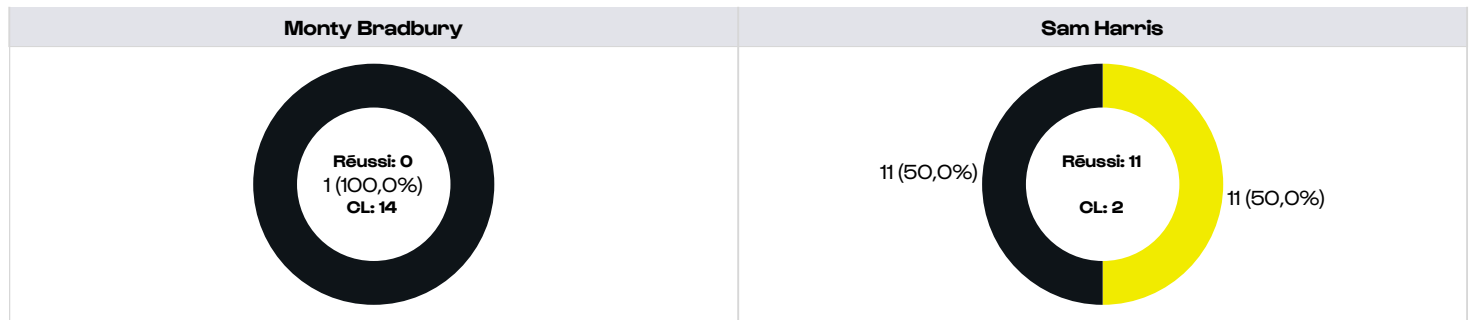 Monty Bradbury
Réussi: 0
1 (100,0%)
CL: 14
Sam Harris
11 (50,0%)
Réussi: 11
CL: 2
11 (50,0%)